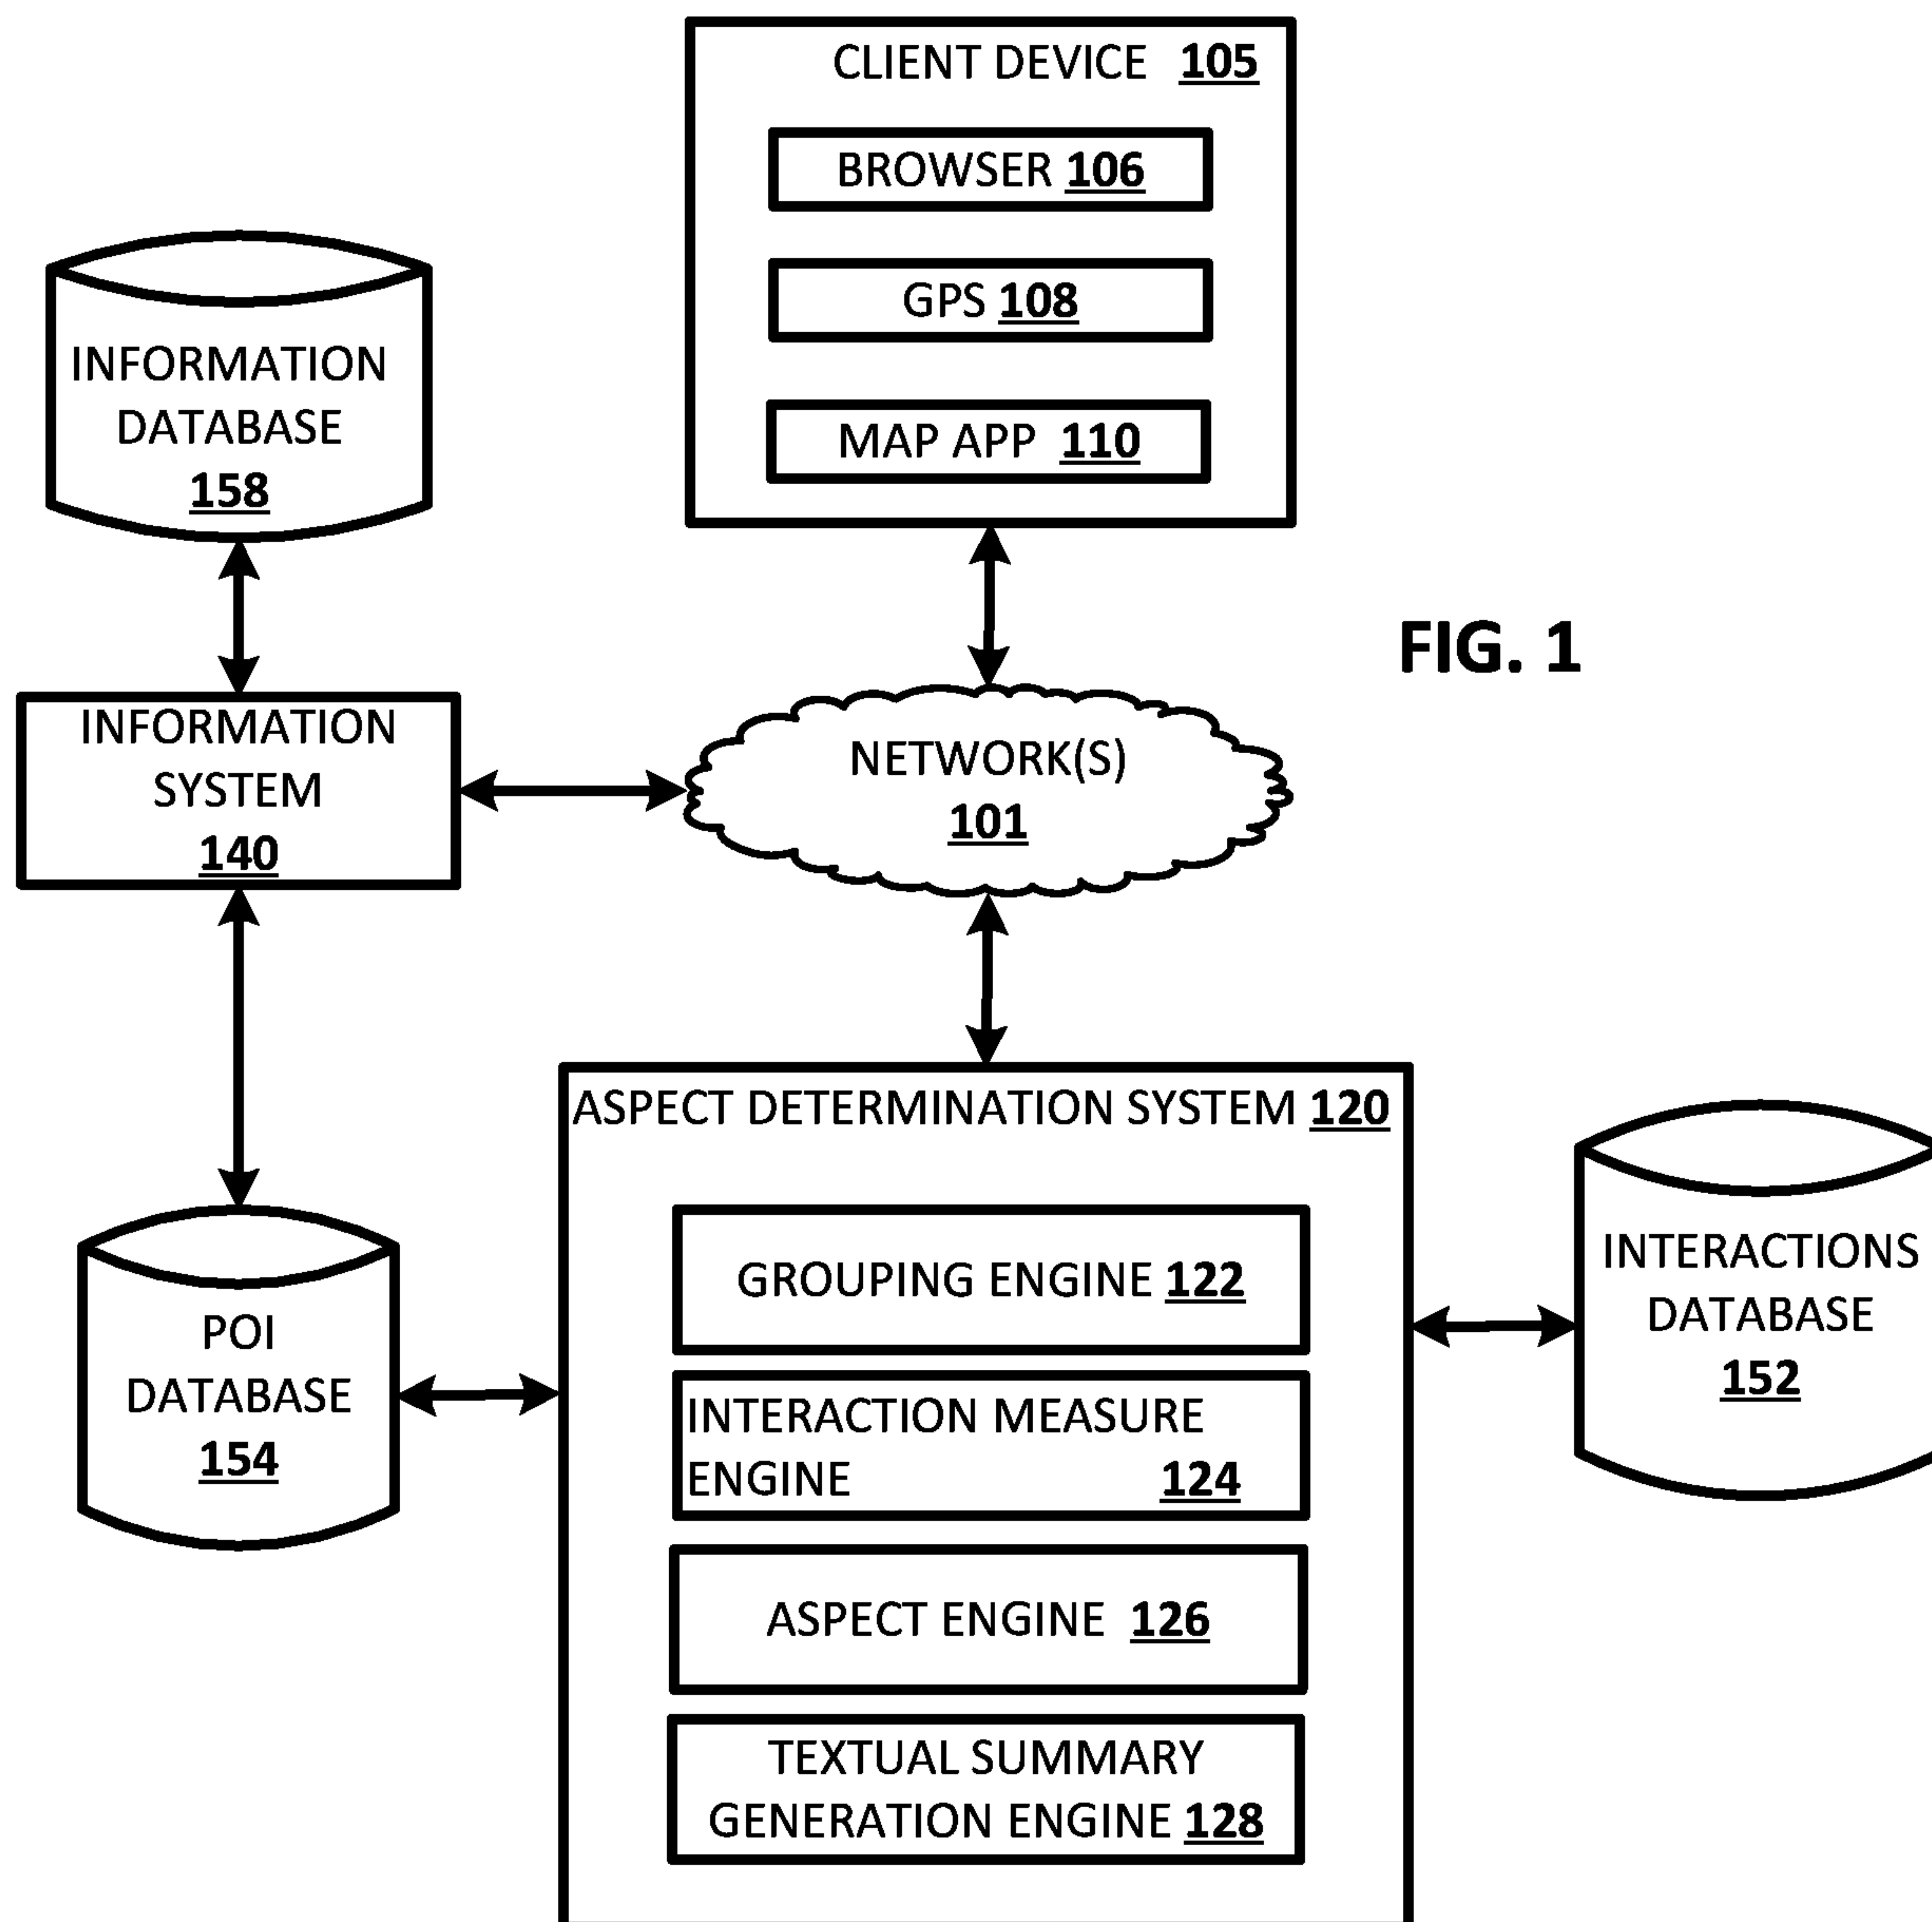 CLIENT DEVICE 105
BROWSER 106
GPS 108
MAP APP 110
INFORMATION
DATABASE
158
FIG. 1
INFORMATION
SYSTEM
140
NETWORK(S)
101
ASPECT DETERMINATION SYSTEM 120
GROUPING ENGINE 122
INTERACTION MEASURE
ENGINE 124
ASPECT ENGINE 126
TEXTUAL SUMMARY
GENERATION ENGINE 128
POI
DATABASE
154
INTERACTIONS
DATABASE
152